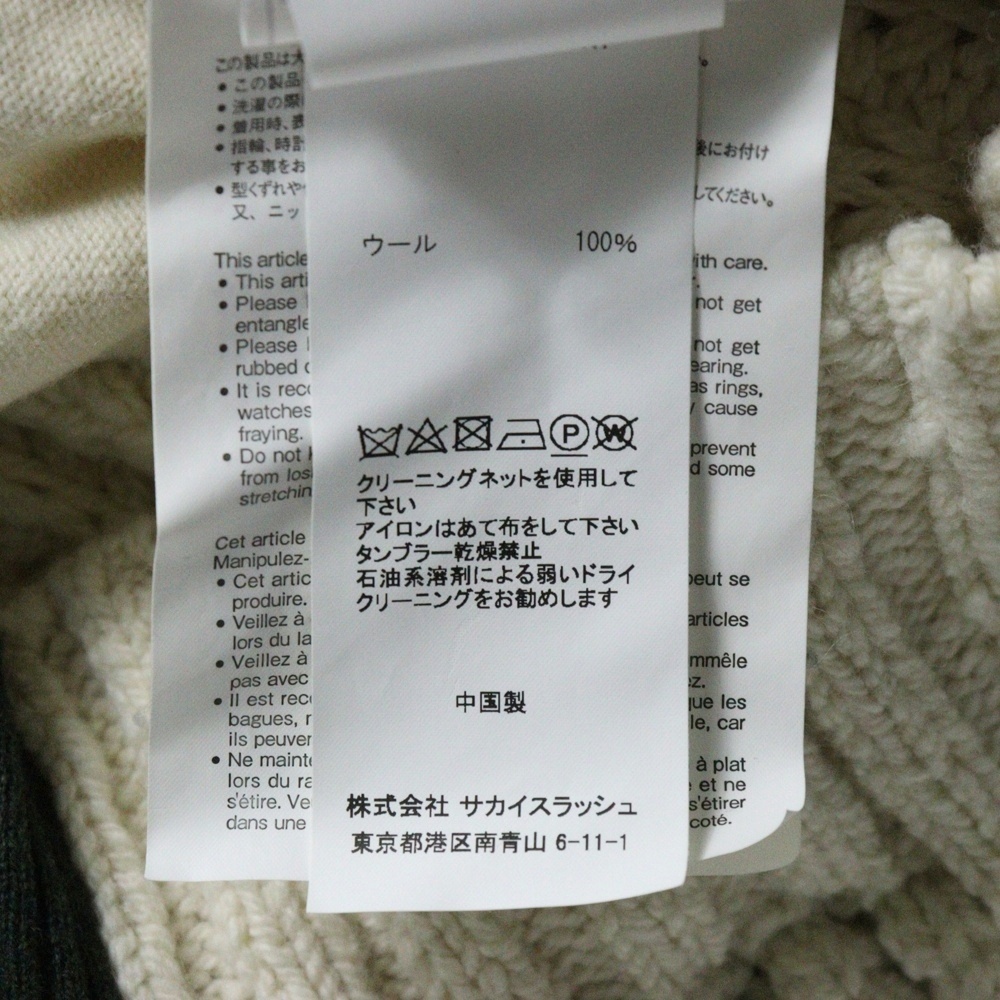 この製品は
• この製品
• 洗濯の際
• 着用時、
• 指輪、時計
する事をお
• 型くずれや
又、ニッ
。
後にお付け
してください。
This article
• This arti
• Please
entangle
• Please
rubbed
• It is reco
watches
fraying.
• Do not
from los
stretchin
ith care.
not get
not get
earing.
as rings,
cause
prevent
d some
Cet article
Manipulez-
• Cet artic
produire.
• Veillez à
lors du la
• Veillez à
pas avec
• Il est reco
bagues, r
ils peuver
• Ne mainte
lors du ra
s'étire. Ve
dans une
peut se
articles
mmêle
ez.
que les
le, car
à plat
et ne
s'étirer
coté.
ウール 100%
P W
クリーニングネットを使用して
下さい
アイロンはあて布をして下さい
タンブラー乾燥禁止
石油系溶剤による弱いドライ
クリーニングをお勧めします
中国製
株式会社 サカイスラッシュ
東京都港区南青山 6-11-1